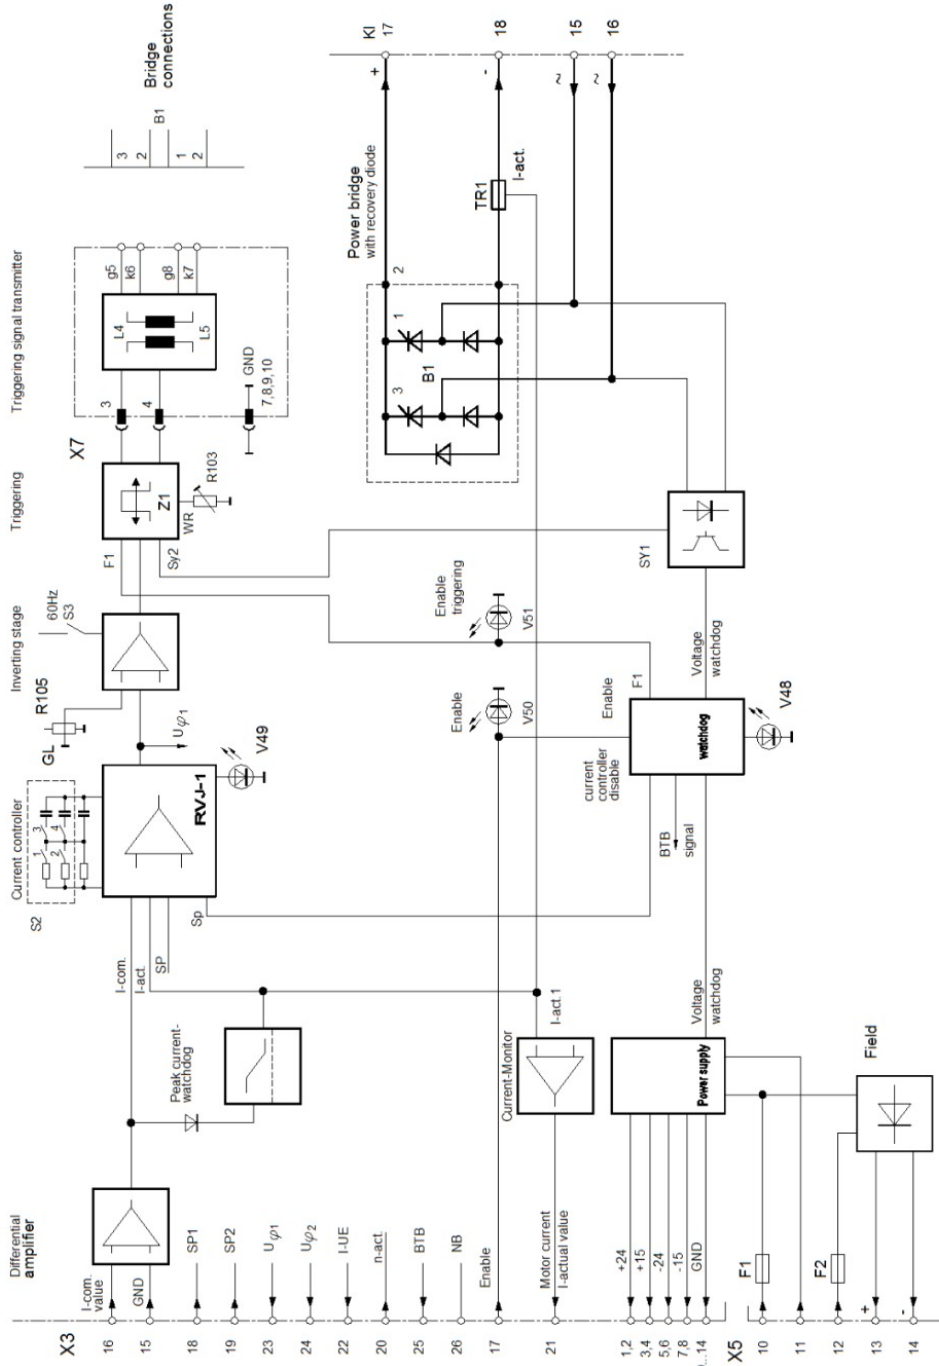 Differential
amplifier
X3
I-com.
value
16
GND
15
SP1
18
SP2
19
Uφ1
23
Uφ2
24
I-UE
22
n-act.
20
BTB
25
NB
26
Enable
17
Motor current
I-actual value
21
+24
1,2
+15
3,4
-24
5,6
-15
7,8
GND
X5
F1
10
11
F2
12
+
13
-
14
Peak current-
watchdog
Current-Monitor
I-act.1
Power supply
Voltage
watchdog
Field
Current controller
S2
1
3
2
4
I-com.
I-act.
SP
Sp
RVJ-1
V49
Uφ1
GL
R105
Inverting stage
60Hz
S3
current
controller
disable
Enable
F1
BTB
signal
watchdog
V48
Voltage
watchdog
Enable
V50
Enable
triggering
V51
SY1
Triggering
F1
Sy2
Z1
WR
R103
X7
Triggering signal transmitter
3
4
L4
L5
g5
k6
g8
k7
GND
7,8,9,10
Power bridge
with recovery diode
3
1
2
B1
TR1
I-act.
Bridge
connections
3
2
1
2
B1
KI
17
+
18
-
15
~
16
~